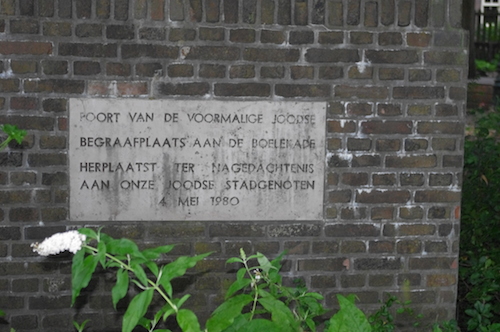 POORT VAN DE VOORMALIGE JOODSE
BEGRAAFPLAATS AAN DE BOELEKADE
HERPLAATST TER NAGEDACHTENIS
AAN ONZE JOODSE STADGENOTEN
4 MEI 1980